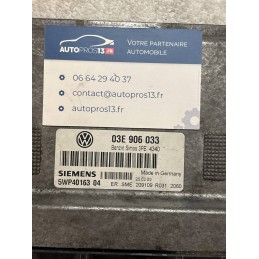 AUTOPROS13.FR
VOTRE PARTENAIRE
AUTOMOBILE
06 64 29 40 37
contact@autopros13.fr
autopros13.fr
03E 906 033
Benzin Simos 3PE 4340
Made in Germany
SIEMENS
5WP40163 04